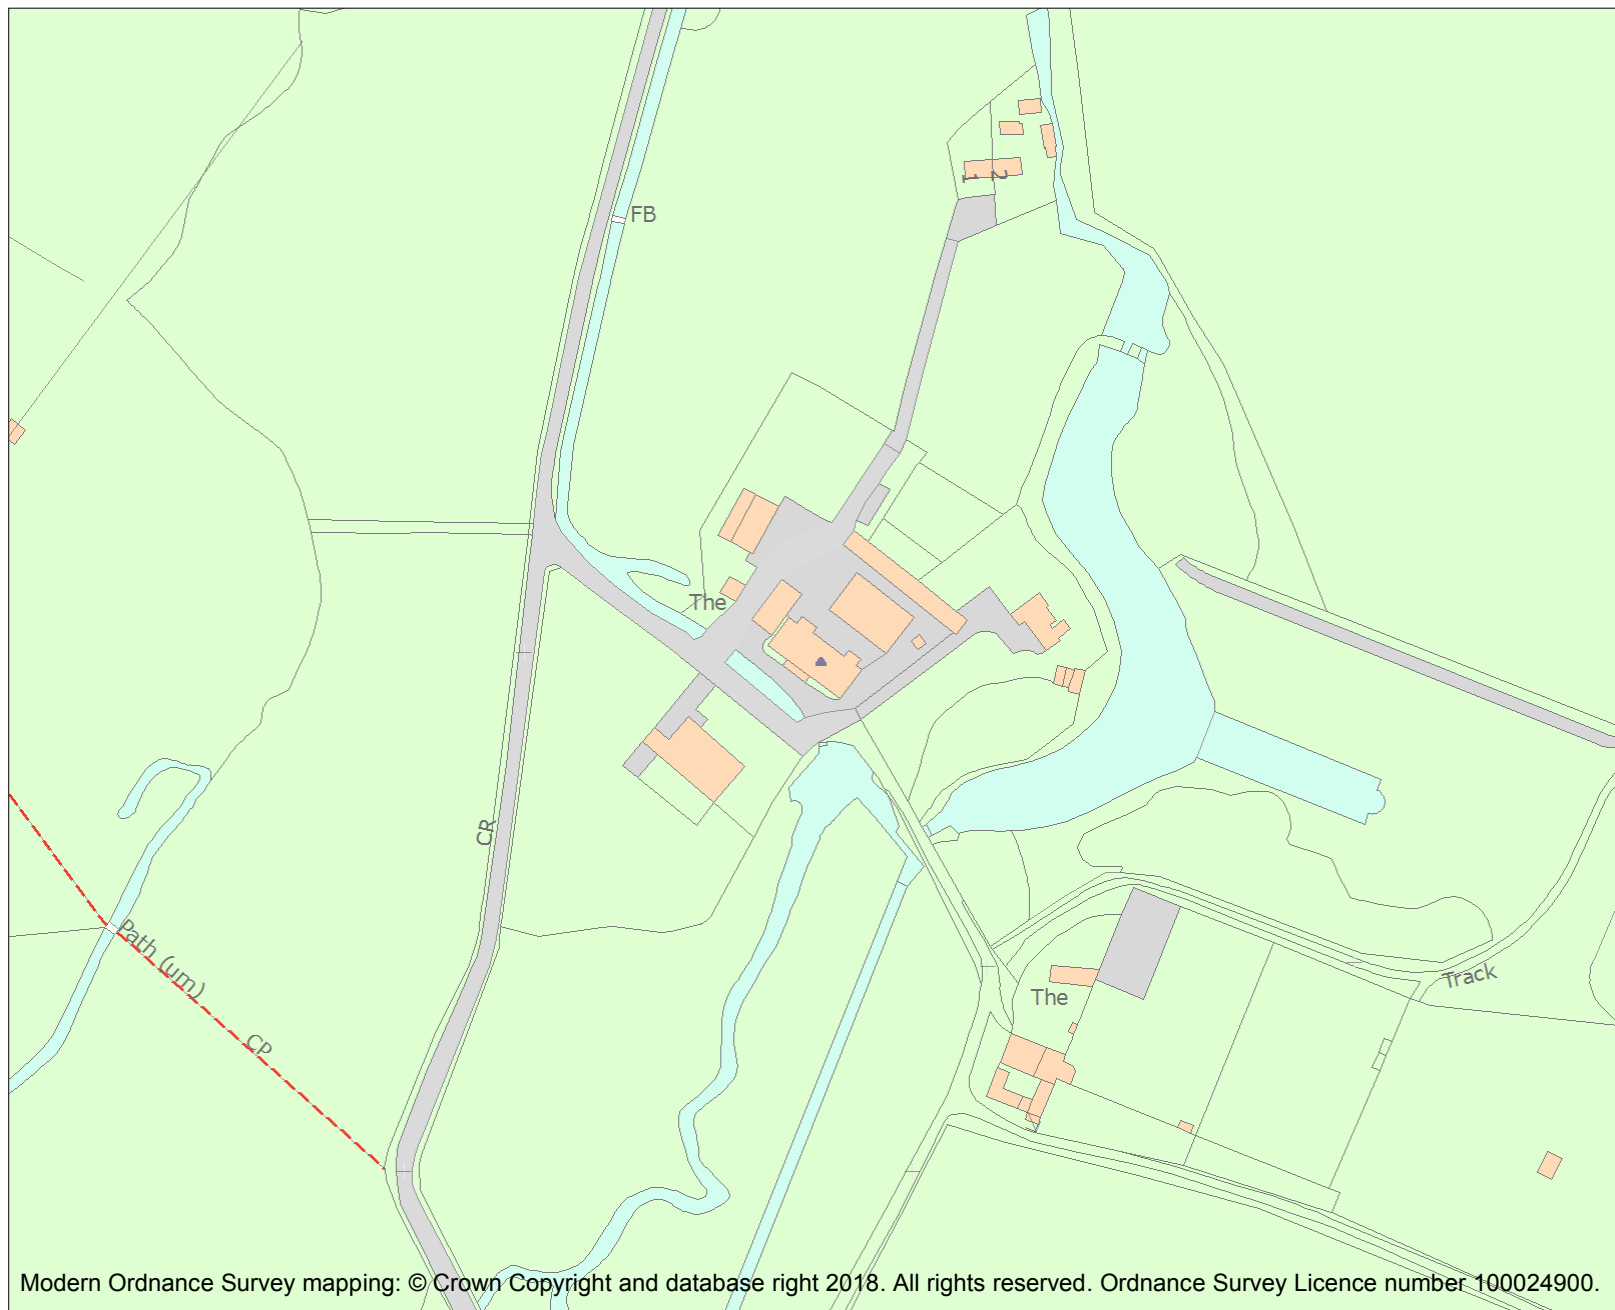 1
2
FB
The
CR
Path (um)
The
Track
CP
Modern Ordnance Survey mapping: © Crown Copyright and database right 2018. All rights reserved. Ordnance Survey Licence number 100024900.